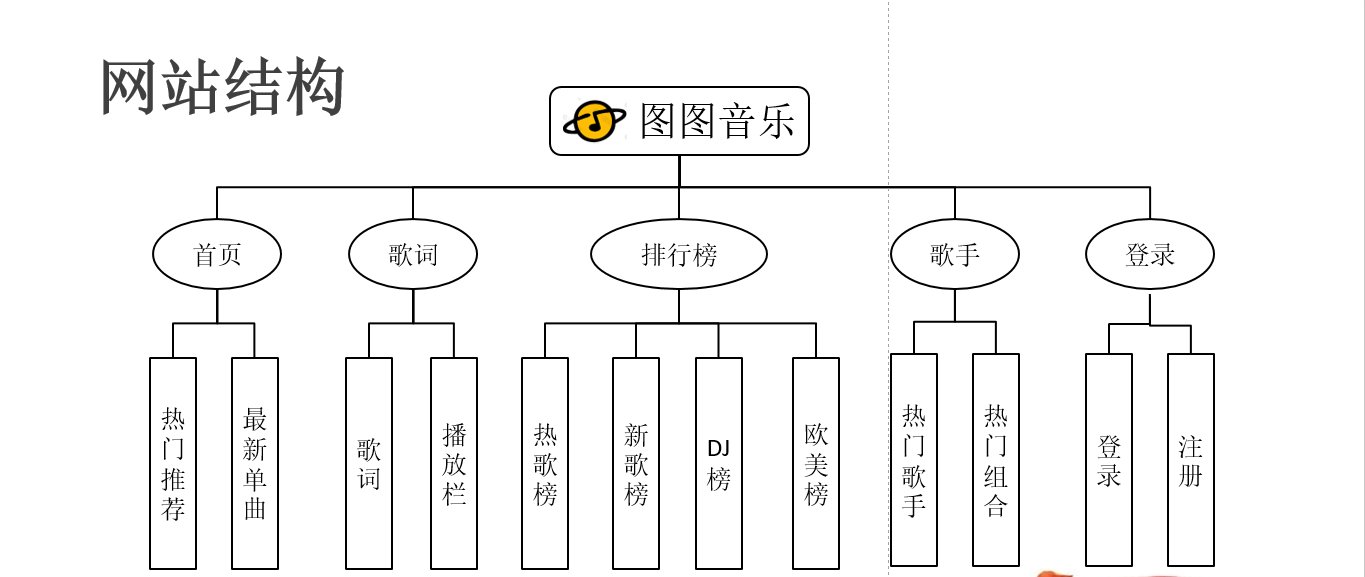 网站结构
图图音乐
首页
歌词
排行榜
歌手
登录
热门推荐
最新单曲
歌词
播放栏
热歌榜
新歌榜
DJ榜
欧美榜
热门歌手
热门组合
登录
注册